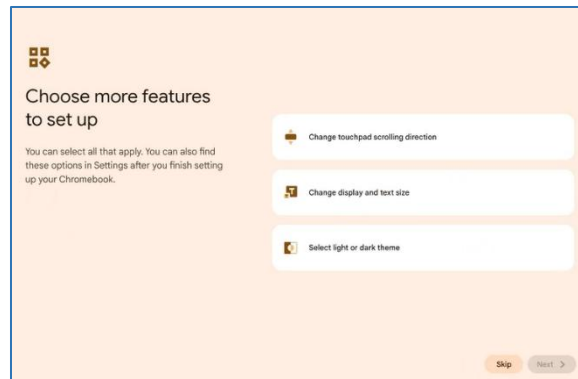 Choose more features
to set up
You can select all that apply. You can also find
these options in Settings after you finish setting
up your Chromebook.
Change touchpad scrolling direction
Change display and text size
Select light or dark theme
Skip
Next